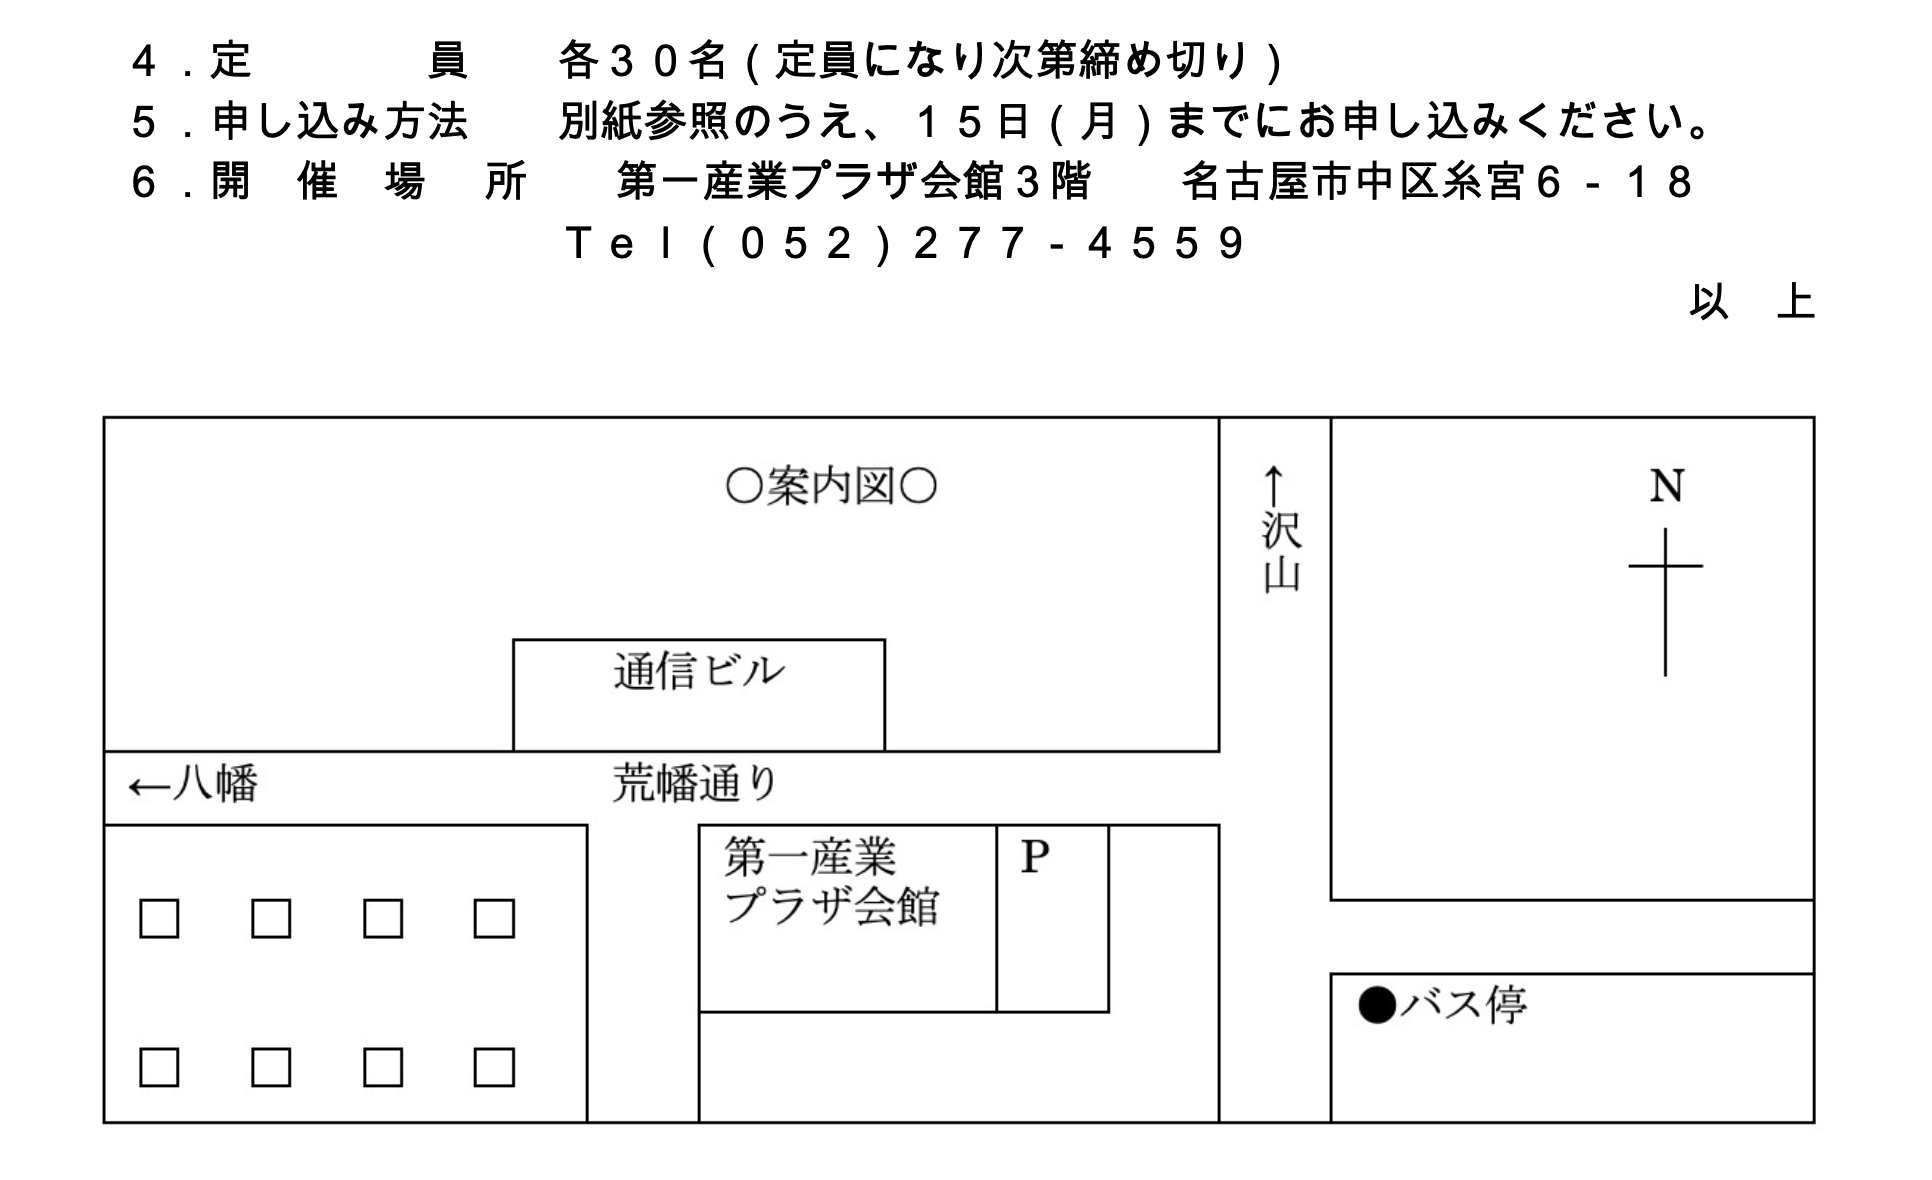 ４．定　　　　員　　各３０名（定員になり次第締め切り）
５．申し込み方法　　別紙参照のうえ、１５日（月）までにお申し込みください。
６．開　催　場　所　　第一産業プラザ会館３階　　名古屋市中区糸宮６－１８
Ｔｅｌ（０５２）２７７－４５５９
以　上
○案内図○
↑沢山
N
通信ビル
←八幡　荒幡通り
第一産業
プラザ会館
P
●バス停